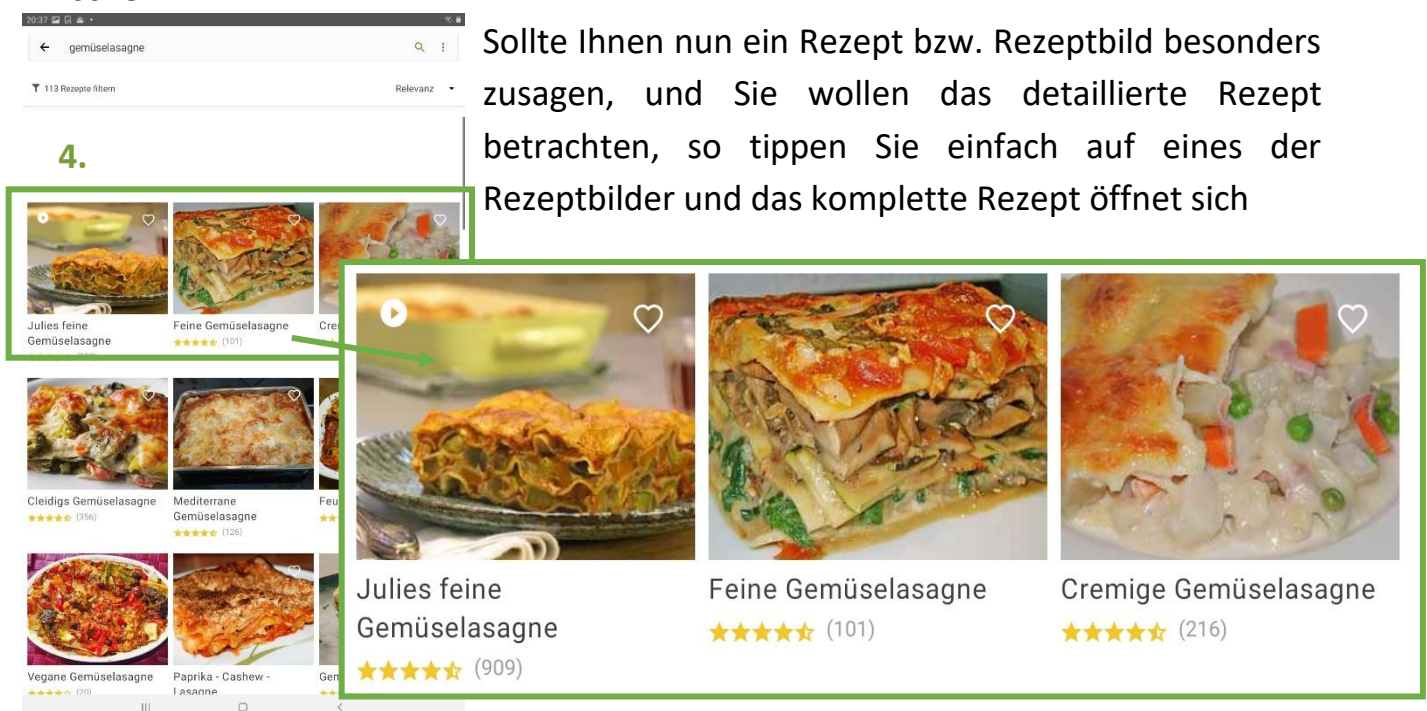 20:37
gemüselasagne
113 Rezepte filtern
Relevanz
4.
Julies feine
Gemüselasagne
Feine Gemüselasagne
(101)
Cleidigs Gemüselasagne
(356)
Mediterrane
Gemüselasagne
(126)
Vegane Gemüselasagne
(20)
Paprika - Cashew -
Lasagne
Sollte Ihnen nun ein Rezept bzw. Rezeptbild besonders
zusagen, und Sie wollen das detaillierte Rezept
betrachten, so tippen Sie einfach auf eines der
Rezeptbilder und das komplette Rezept öffnet sich
Julies feine
Gemüselasagne
(909)
Feine Gemüselasagne
(101)
Cremige Gemüselasagne
(216)